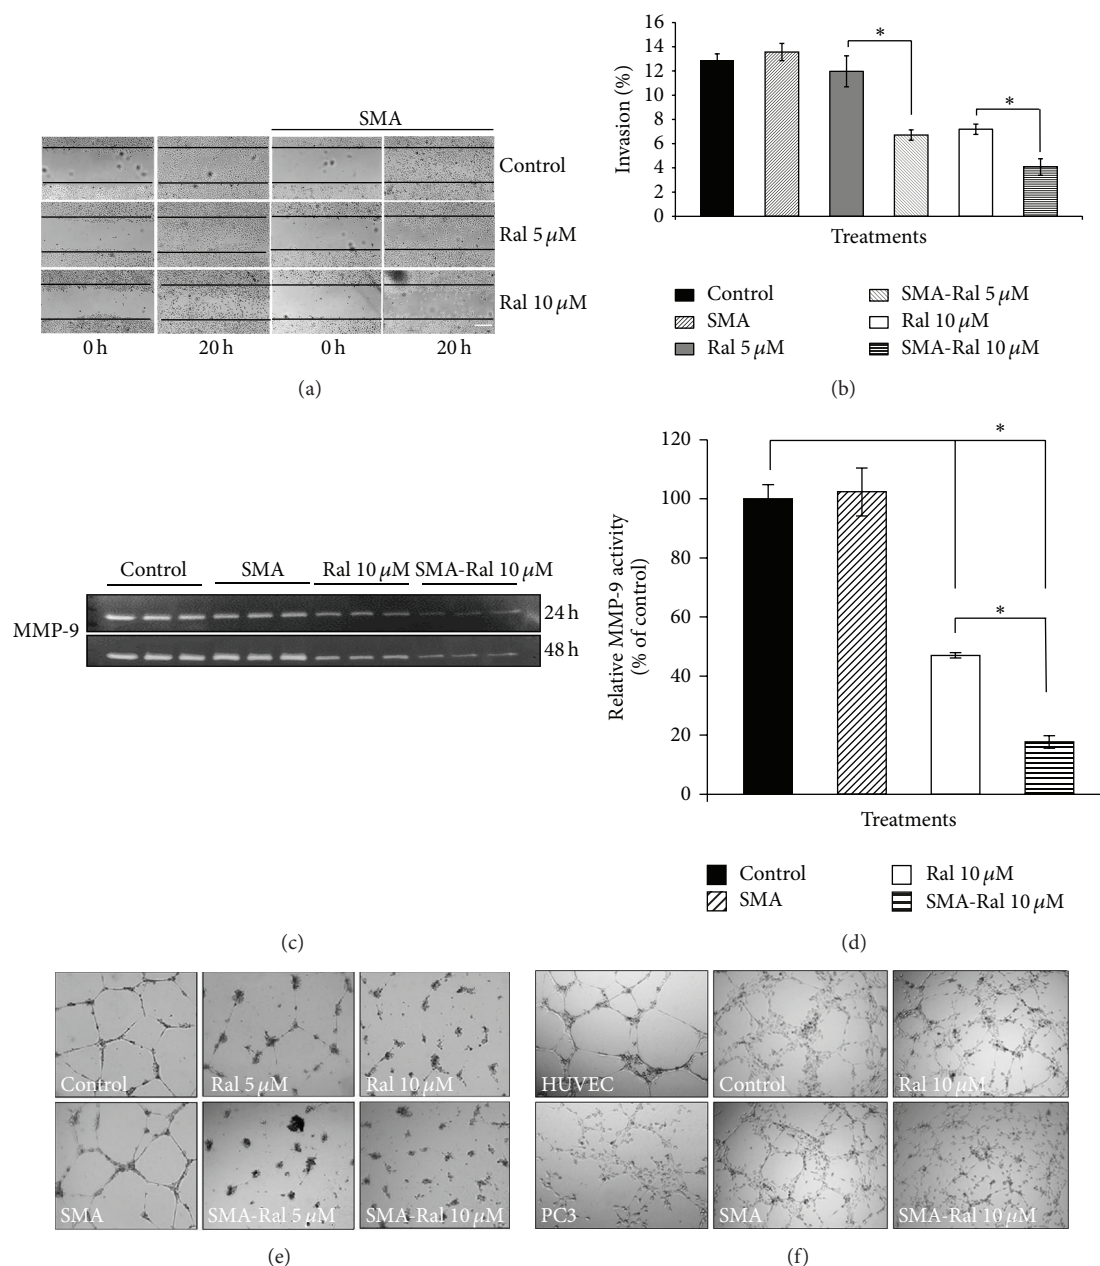 SMA
Control
Ral 5 μM
Ral 10 μM
0 h 20 h 0 h 20 h
(a)
16
14
12
10
8
6
4
2
0
Invasion (%)
*
*
Treatments
Control
SMA
Ral 5 μM
SMA-Ral 5 μM
Ral 10 μM
SMA-Ral 10 μM
(b)
Control SMA Ral 10 μM SMA-Ral 10 μM
MMP-9
24 h
48 h
(c)
120
100
80
60
40
20
0
Relative MMP-9 activity
(% of control)
*
*
Treatments
Control
SMA
Ral 10 μM
SMA-Ral 10 μM
(d)
Control Ral 5 μM Ral 10 μM
SMA SMA-Ral 5 μM SMA-Ral 10 μM
(e)
HUVEC Control Ral 10 μM
PC3 SMA SMA-Ral 10 μM
(f)